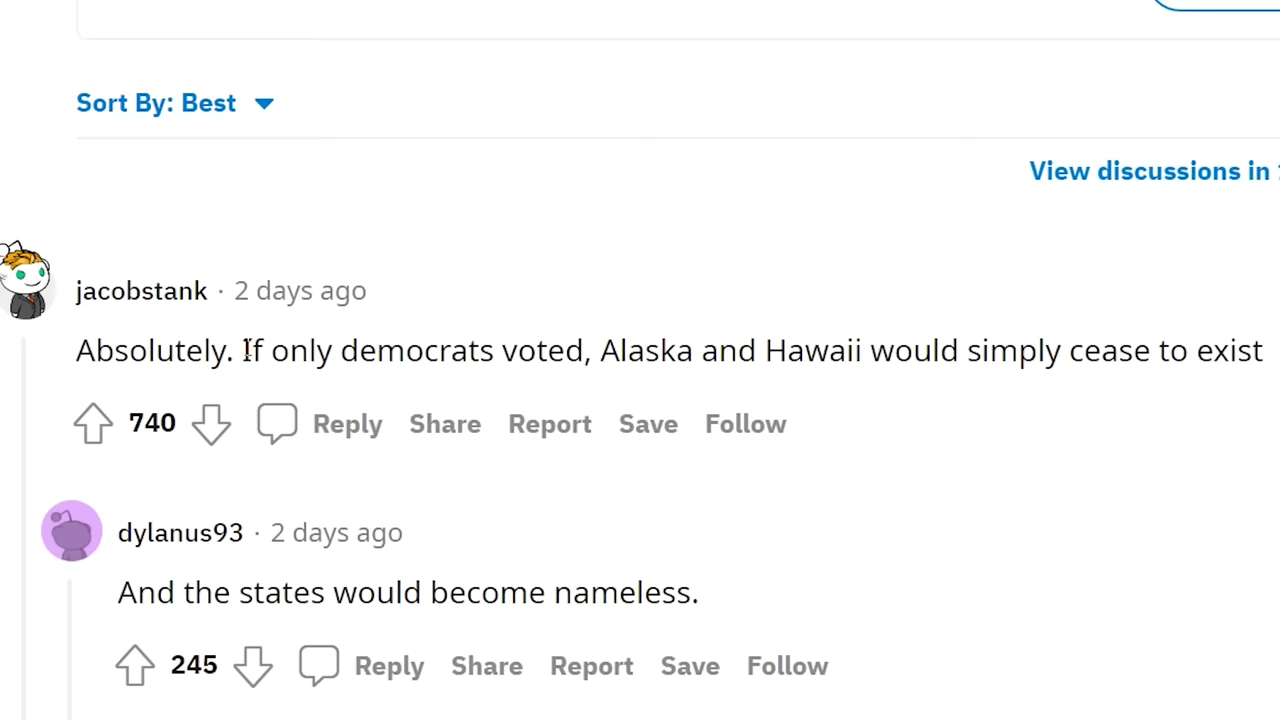 Sort By: Best
View discussions in
jacobstank · 2 days ago
Absolutely. If only democrats voted, Alaska and Hawaii would simply cease to exist
740 Reply Share Report Save Follow
dylanus93 · 2 days ago
And the states would become nameless.
245 Reply Share Report Save Follow